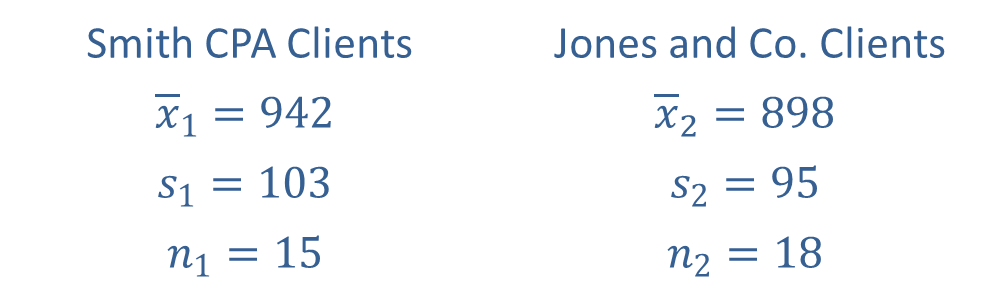 Smith CPA Clients
x̅₁ = 942
s₁ = 103
n₁ = 15
Jones and Co. Clients
x̅₂ = 898
s₂ = 95
n₂ = 18